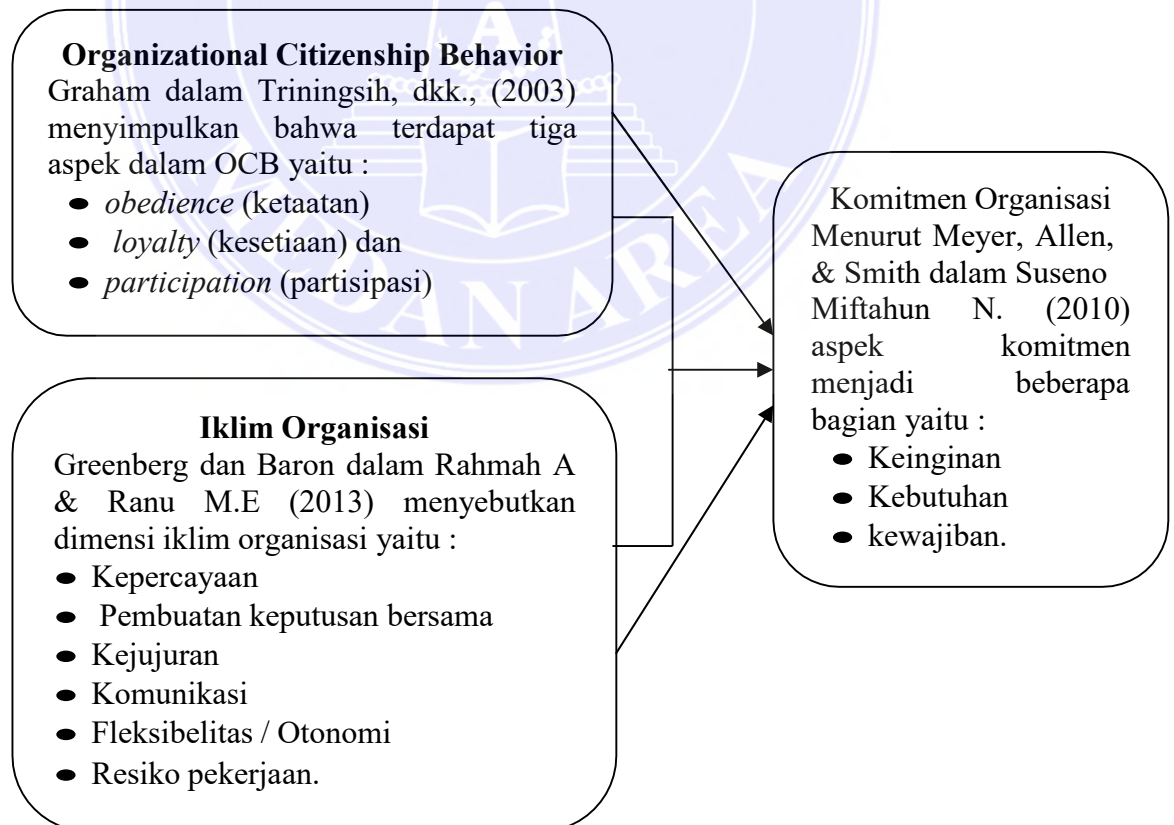 Organizational Citizenship Behavior
Graham dalam Triningsih, dkk., (2003)
menyimpulkan bahwa terdapat tiga
aspek dalam OCB yaitu :
• obedience (ketaatan)
• loyalty (kesetiaan) dan
• participation (partisipasi)
Iklim Organisasi
Greenberg dan Baron dalam Rahmah A
& Ranu M.E (2013) menyebutkan
dimensi iklim organisasi yaitu :
• Kepercayaan
• Pembuatan keputusan bersama
• Kejujuran
• Komunikasi
• Fleksibelitas / Otonomi
• Resiko pekerjaan.
Komitmen Organisasi
Menurut Meyer, Allen,
& Smith dalam Suseno
Miftahun N. (2010)
aspek komitmen
menjadi beberapa
bagian yaitu :
• Keinginan
• Kebutuhan
• kewajiban.
A
MEDAN AREA